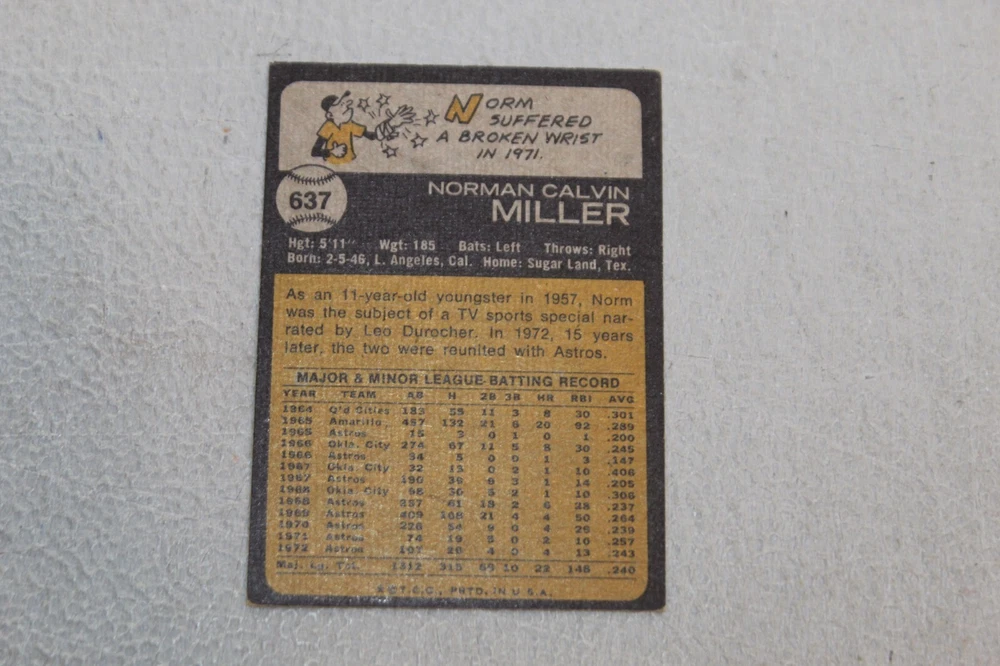 NORM
SUFFERED
A BROKEN WRIST
IN 1971.
637
NORMAN CALVIN
MILLER
Hgt: 5'11" Wgt: 185 Bats: Left Throws: Right
Born: 2-5-46, L. Angeles, Cal. Home: Sugar Land, Tex.
As an 11-year-old youngster in 1957, Norm
was the subject of a TV sports special nar-
rated by Leo Durocher. In 1972, 15 years
later, the two were reunited with Astros.
MAJOR & MINOR LEAGUE BATTING RECORD
YEAR TEAM AB H 2B 3B HR RBI AVG
1964 Qd Cities 183 55 11 3 8 30 .301
1965 Amarillo 457 132 21 6 20 92 .289
1965 Astros 15 3 0 1 0 1 .200
1966 Okla. City 274 67 11 5 5 30 .245
1966 Astros 34 5 0 0 1 3 .147
1967 Okla. City 32 13 0 2 1 10 .406
1967 Astros 190 39 6 3 1 14 .205
1968 Okla. City 98 30 5 2 1 10 .306
1968 Astros 257 61 18 2 6 28 .237
1969 Astros 409 108 21 4 4 50 .264
1970 Astros 226 54 9 0 4 29 .239
1971 Astros 74 19 5 0 2 10 .257
1972 Astros 107 26 4 0 4 13 .243
Maj. Lg. Tot. 1312 315 63 10 22 148 .240
T.C.G., PRTD. IN U.S.A.